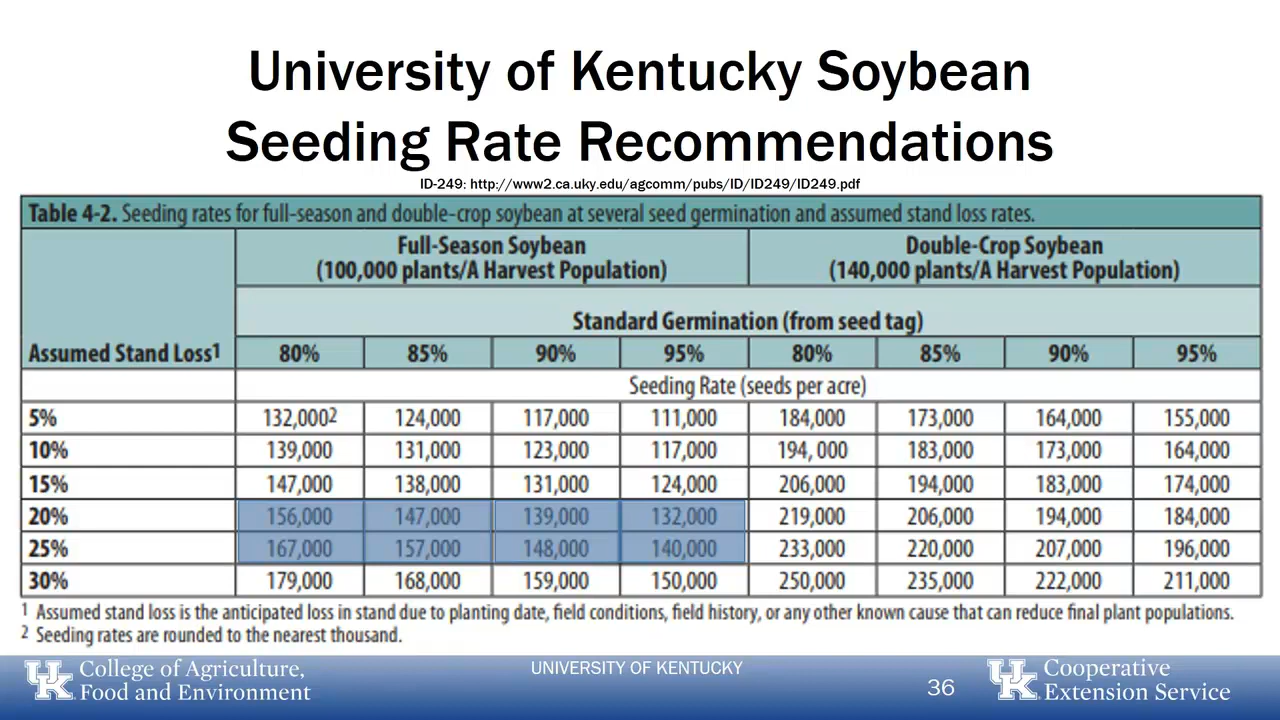 University of Kentucky Soybean
Seeding Rate Recommendations
ID-249: http://www2.ca.uky.edu/agcomm/pubs/ID/ID249/ID249.pdf
Table 4-2. Seeding rates for full-season and double-crop soybean at several seed germination and assumed stand loss rates.
Full-Season Soybean Double-Crop Soybean
(100,000 plants/A Harvest Population) (140,000 plants/A Harvest Population)
Standard Germination (from seed tag)
Assumed Stand Loss1 80% 85% 90% 95% 80% 85% 90% 95%
Seeding Rate (seeds per acre)
5% 132,0002 124,000 117,000 111,000 184,000 173,000 164,000 155,000
10% 139,000 131,000 123,000 117,000 194, 000 183,000 173,000 164,000
15% 147,000 138,000 131,000 124,000 206,000 194,000 183,000 174,000
20% 156,000 147,000 139,000 132,000 219,000 206,000 194,000 184,000
25% 167,000 157,000 148,000 140,000 233,000 220,000 207,000 196,000
30% 179,000 168,000 159,000 150,000 250,000 235,000 222,000 211,000
1 Assumed stand loss is the anticipated loss in stand due to planting date, field conditions, field history, or any other known cause that can reduce final plant populations.
2 Seeding rates are rounded to the nearest thousand.
UK College of Agriculture,
Food and Environment
UNIVERSITY OF KENTUCKY
36
UK Cooperative
Extension Service